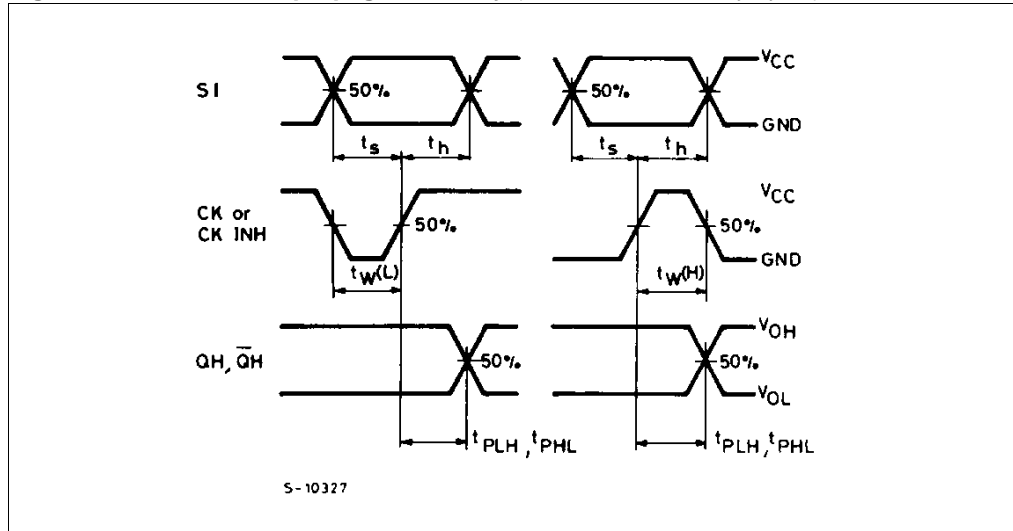 SI 50% 50% VCC
GND
ts th ts th
CK or
CK INH
50% VCC
50%
GND
tW(L) tW(H)
QH, Q̅H̅ 50% VOH
50%
VOL
tPLH, tPHL tPLH, tPHL
S-10327